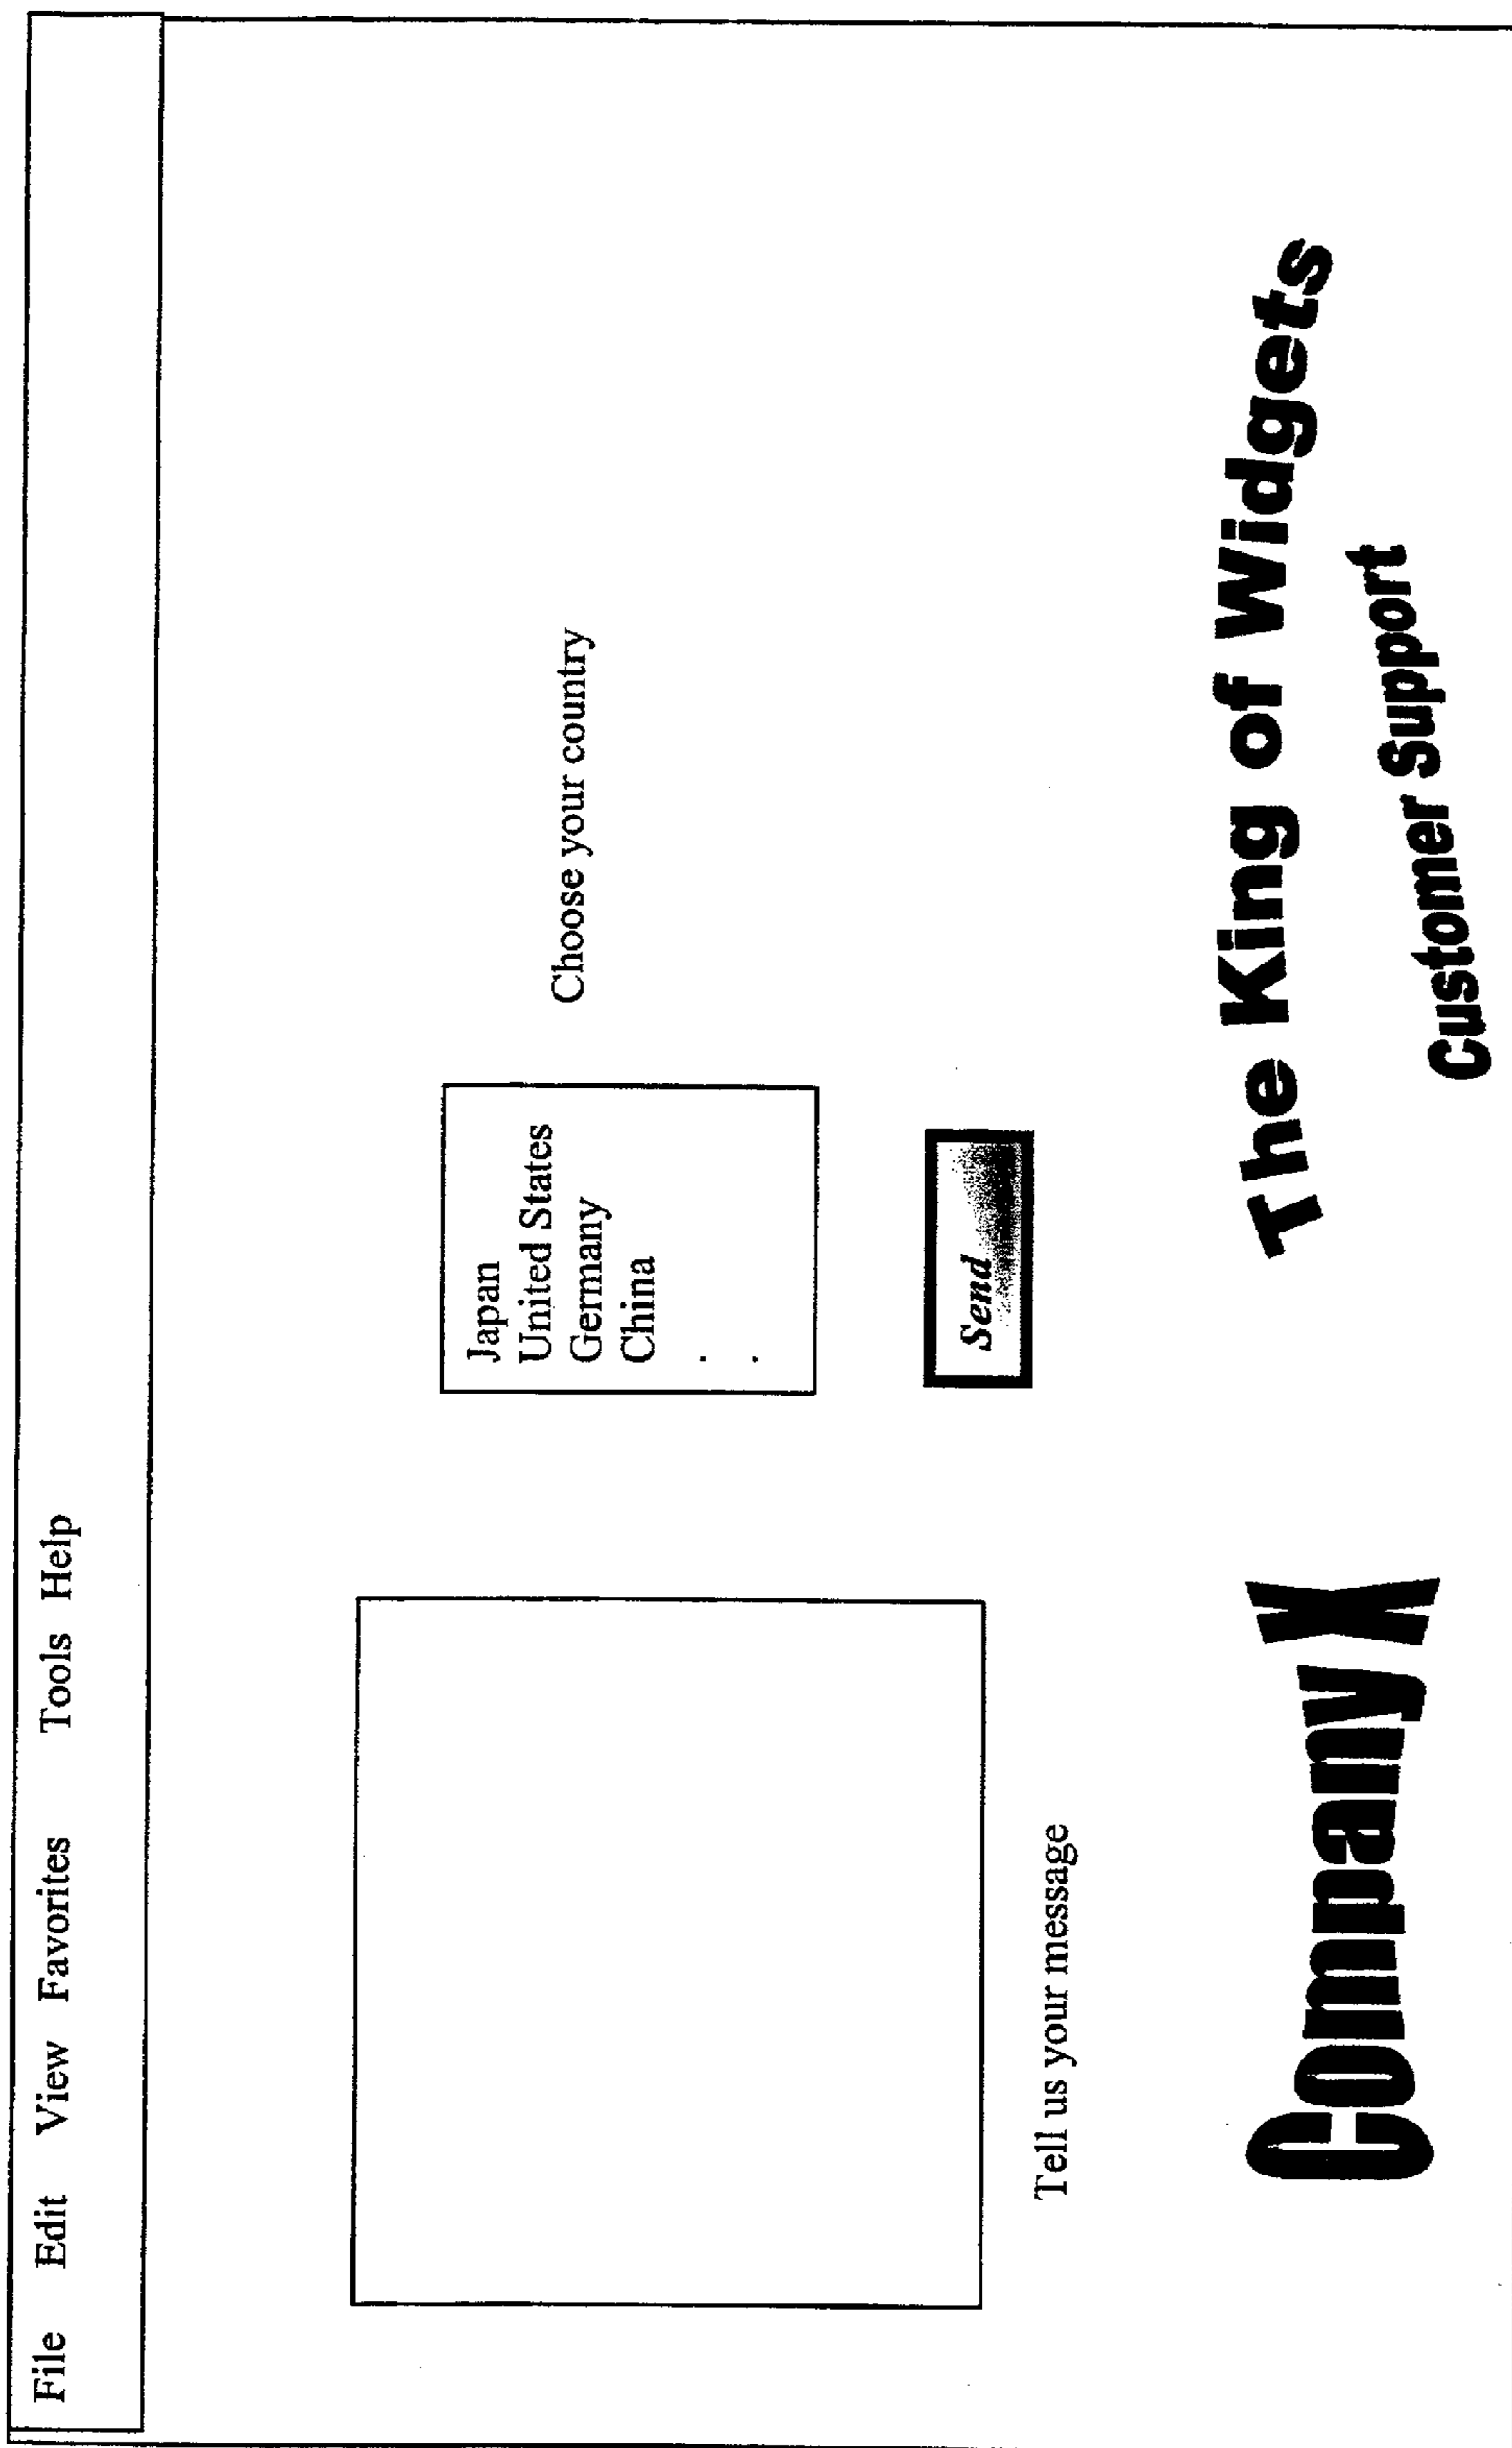 File Edit View Favorites Tools Help
Japan
United States
Germany
China
.
.
Choose your country
Send
Tell us your message
Company X
The King of Widgets
Customer Support